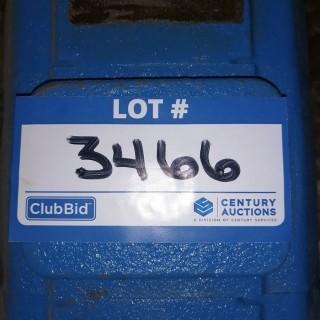 LOT #
3466
ClubBid
CENTURY
AUCTIONS
A DIVISION OF CENTURY SERVICES